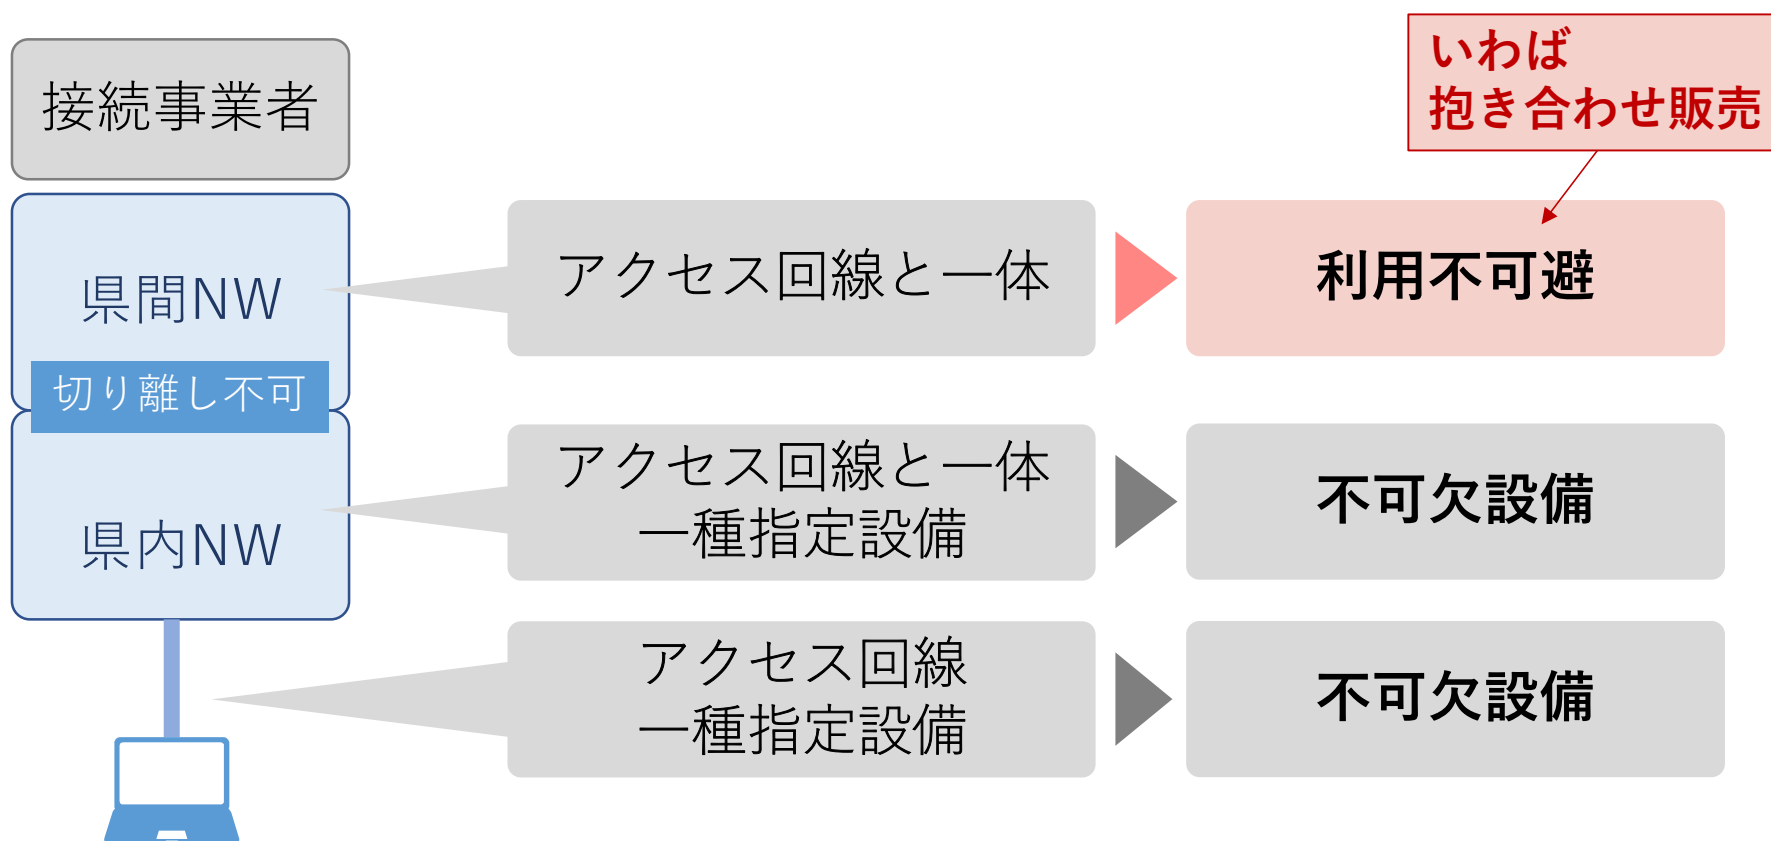 接続事業者
いわば
抱き合わせ販売
県間NW
アクセス回線と一体
利用不可避
切り離し不可
県内NW
アクセス回線と一体
一種指定設備
不可欠設備
アクセス回線
一種指定設備
不可欠設備